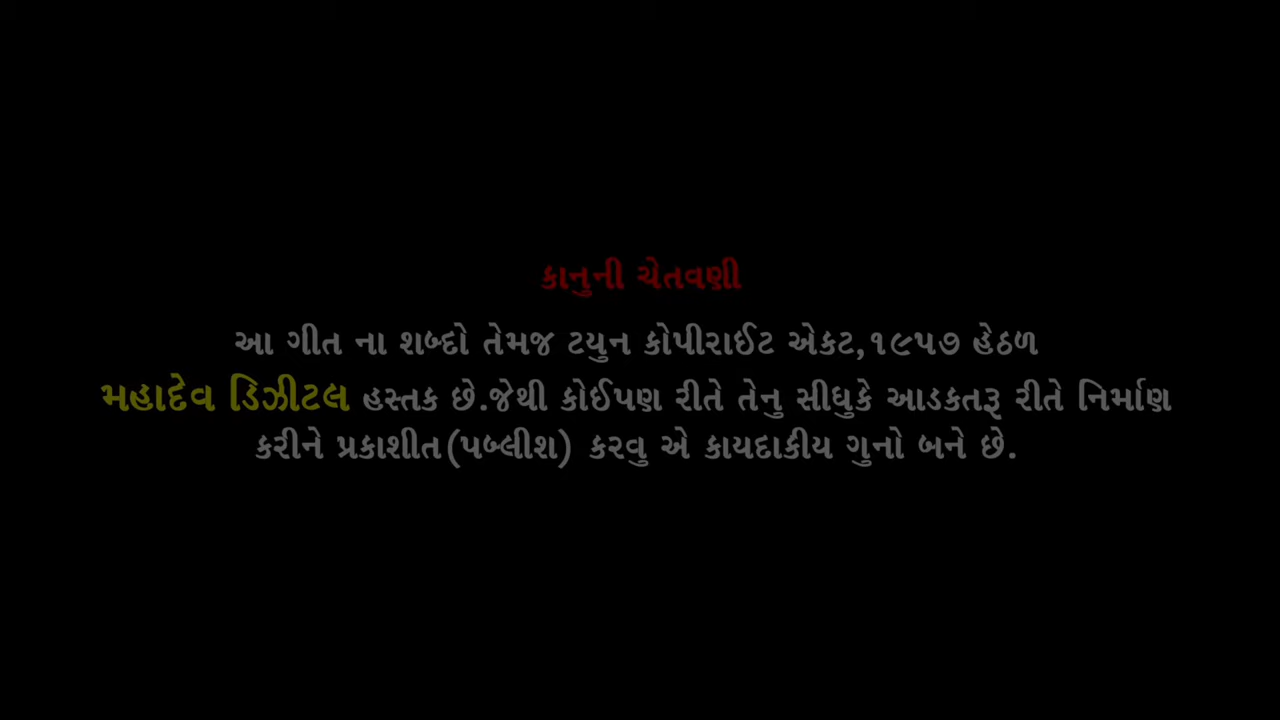 કાનુની ચેતવણી
આ ગીત ના શબ્દો તેમજ ટયુન કોપીરાઈટ એકટ,૧૯૫૭ હેઠળ
મહાદેવ ડિઝીટલ હસ્તક છે.જેથી કોઈપણ રીતે તેનુ સીધુકે આડકતરૂ રીતે નિર્માણ
કરીને પ્રકાશીત(પબ્લીશ) કરવુ એ કાયદાકીય ગુનો બને છે.